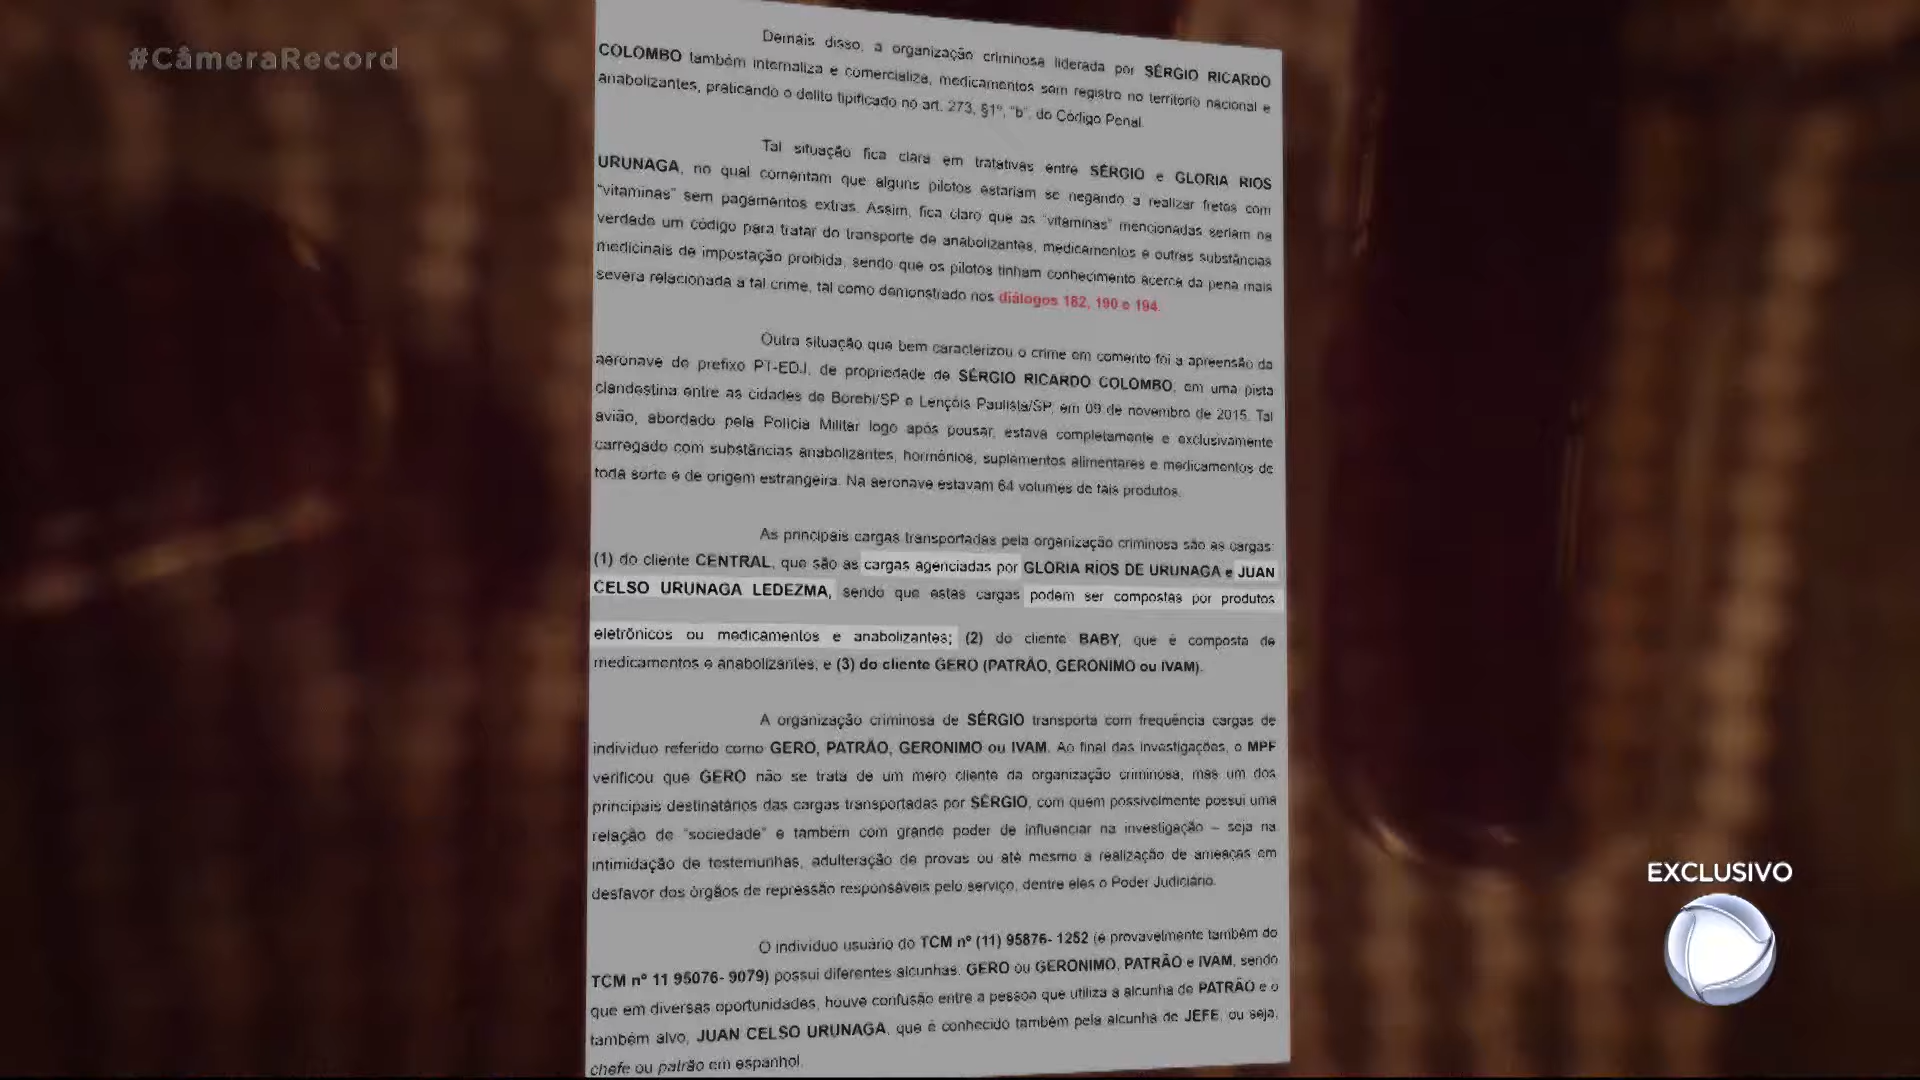 #CâmeraRecord
Demais disso, a organização criminosa liderada por SÉRGIO RICARDO
COLOMBO também internaliza e comercializa, medicamentos sem registro no território nacional e
anabolizantes, praticando o delito tipificado no art. 273, §1º, "b", do Código Penal.
Tal situação fica clara em tratativas entre SÉRGIO e GLORIA RIOS
URUNAGA, no qual comentam que alguns pilotos estariam se negando a realizar fretes com
"vitaminas" sem pagamentos extras. Assim, fica claro que as "vitaminas" mencionadas seriam na
verdade um código para tratar do transporte de anabolizantes, medicamentos e outras substâncias
medicinais de impostação proibida, sendo que os pilotos tinham conhecimento acerca da pena mais
severa relacionada a tal crime, tal como demonstrado nos diálogos 182, 190 e 194.
Outra situação que bem caracterizou o crime em comento foi a apreensão da
aeronave de prefixo PT-EDJ, de propriedade de SÉRGIO RICARDO COLOMBO, em uma pista
clandestina entre as cidades de Borebi/SP e Lençóis Paulista/SP, em 09 de novembro de 2015. Tal
avião, abordado pela Polícia Militar logo após pousar, estava completamente e exclusivamente
carregado com substâncias anabolizantes, hormônios, suplementos alimentares e medicamentos de
toda sorte e de origem estrangeira. Na aeronave estavam 64 volumes de tais produtos.
As principais cargas transportadas pela organização criminosa são as cargas:
(1) do cliente CENTRAL, que são as cargas agenciadas por GLORIA RIOS DE URUNAGA e JUAN
CELSO URUNAGA LEDEZMA, sendo que estas cargas podem ser compostas por produtos
eletrônicos ou medicamentos e anabolizantes; (2) do cliente BABY, que é composta de
medicamentos e anabolizantes, e (3) do cliente GERO (PATRÃO, GERONIMO ou IVAM).
A organização criminosa de SÉRGIO transporta com frequência cargas de
indivíduo referido como GERO, PATRÃO, GERONIMO ou IVAM. Ao final das investigações, o MPF
verificou que GERO não se trata de um mero cliente da organização criminosa, mas um dos
principais destinatários das cargas transportadas por SÉRGIO, com quem possivelmente possui uma
relação de "sociedade" e também com grande poder de influenciar na investigação – seja na
intimidação de testemunhas, adulteração de provas ou até mesmo a realização de ameaças em
desfavor dos órgãos de repressão responsáveis pelo serviço, dentre eles o Poder Judiciário.
O indivíduo usuário do TCM nº (11) 95876- 1252 (e provavelmente também do
TCM nº 11 95076- 9079) possui diferentes alcunhas: GERO ou GERONIMO, PATRÃO e IVAM, sendo
que em diversas oportunidades, houve confusão entre a pessoa que utiliza a alcunha de PATRÃO e o
também alvo, JUAN CELSO URUNAGA, que é conhecido também pela alcunha de JEFE, ou seja,
chefe ou patrão em espanhol.
EXCLUSIVO